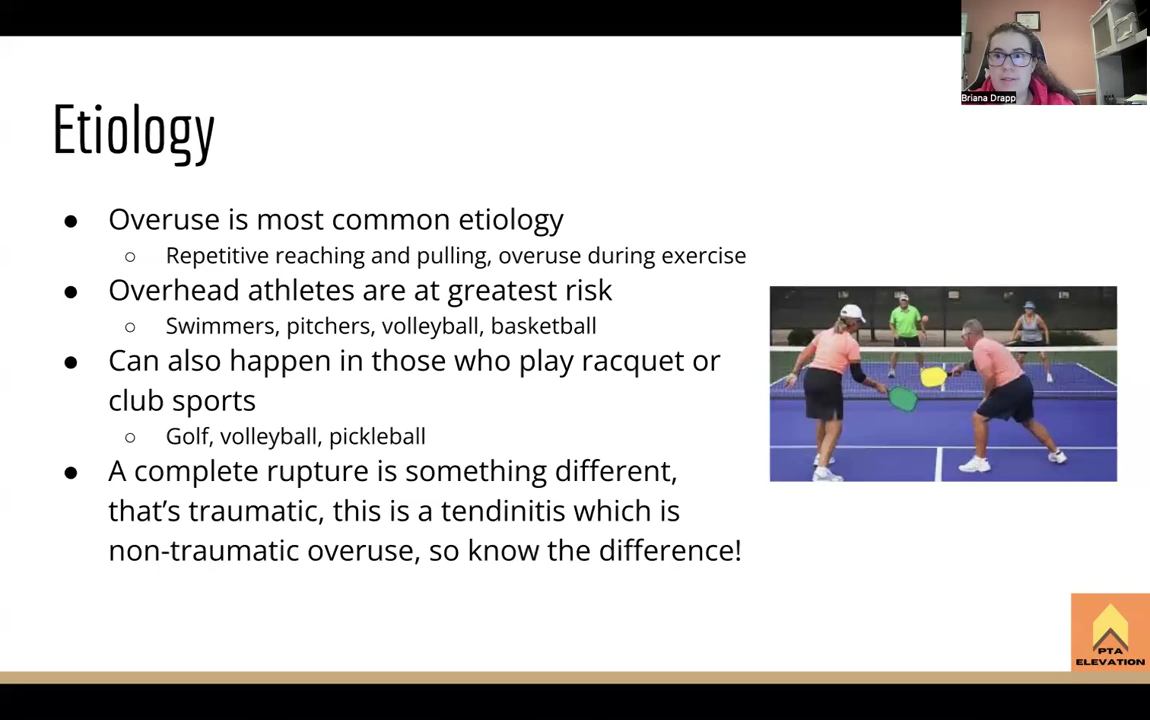 Briana Drapp
Etiology
● Overuse is most common etiology
○ Repetitive reaching and pulling, overuse during exercise
● Overhead athletes are at greatest risk
○ Swimmers, pitchers, volleyball, basketball
● Can also happen in those who play racquet or
club sports
○ Golf, volleyball, pickleball
● A complete rupture is something different,
that’s traumatic, this is a tendinitis which is
non-traumatic overuse, so know the difference!
PTA
ELEVATION